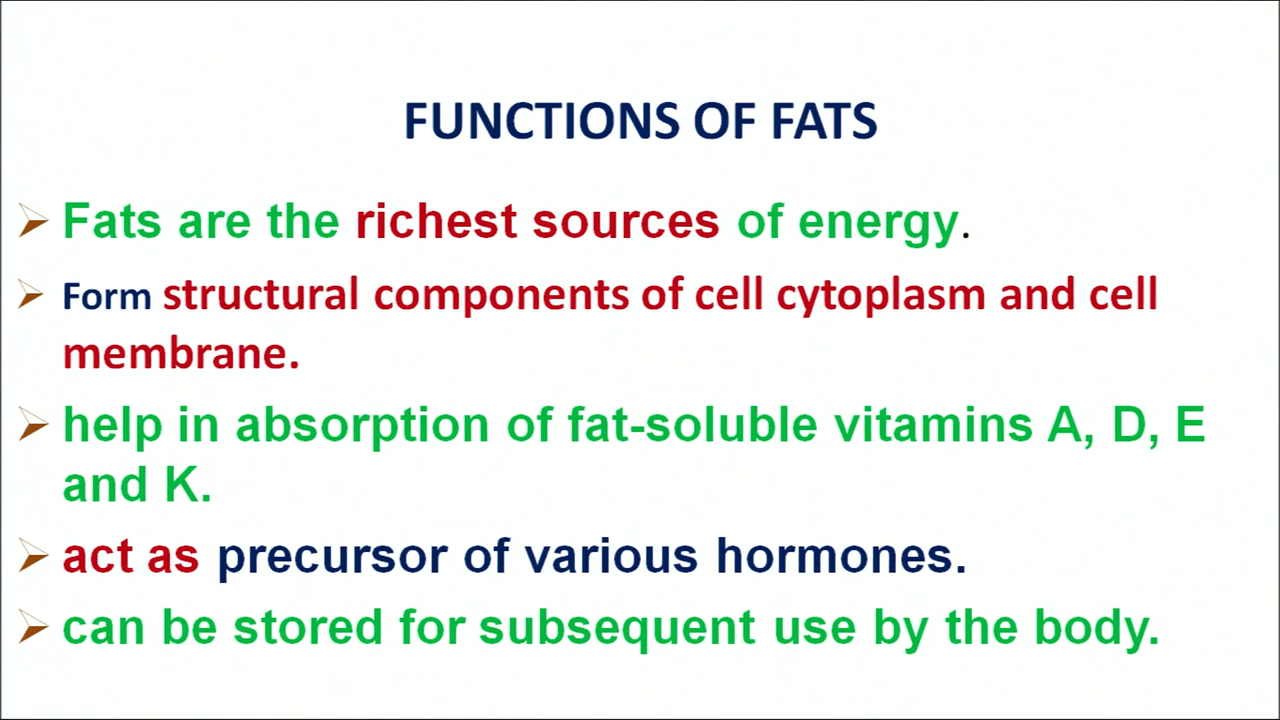 FUNCTIONS OF FATS
Fats are the richest sources of energy.
Form structural components of cell cytoplasm and cell
membrane.
help in absorption of fat-soluble vitamins A, D, E
and K.
act as precursor of various hormones.
can be stored for subsequent use by the body.